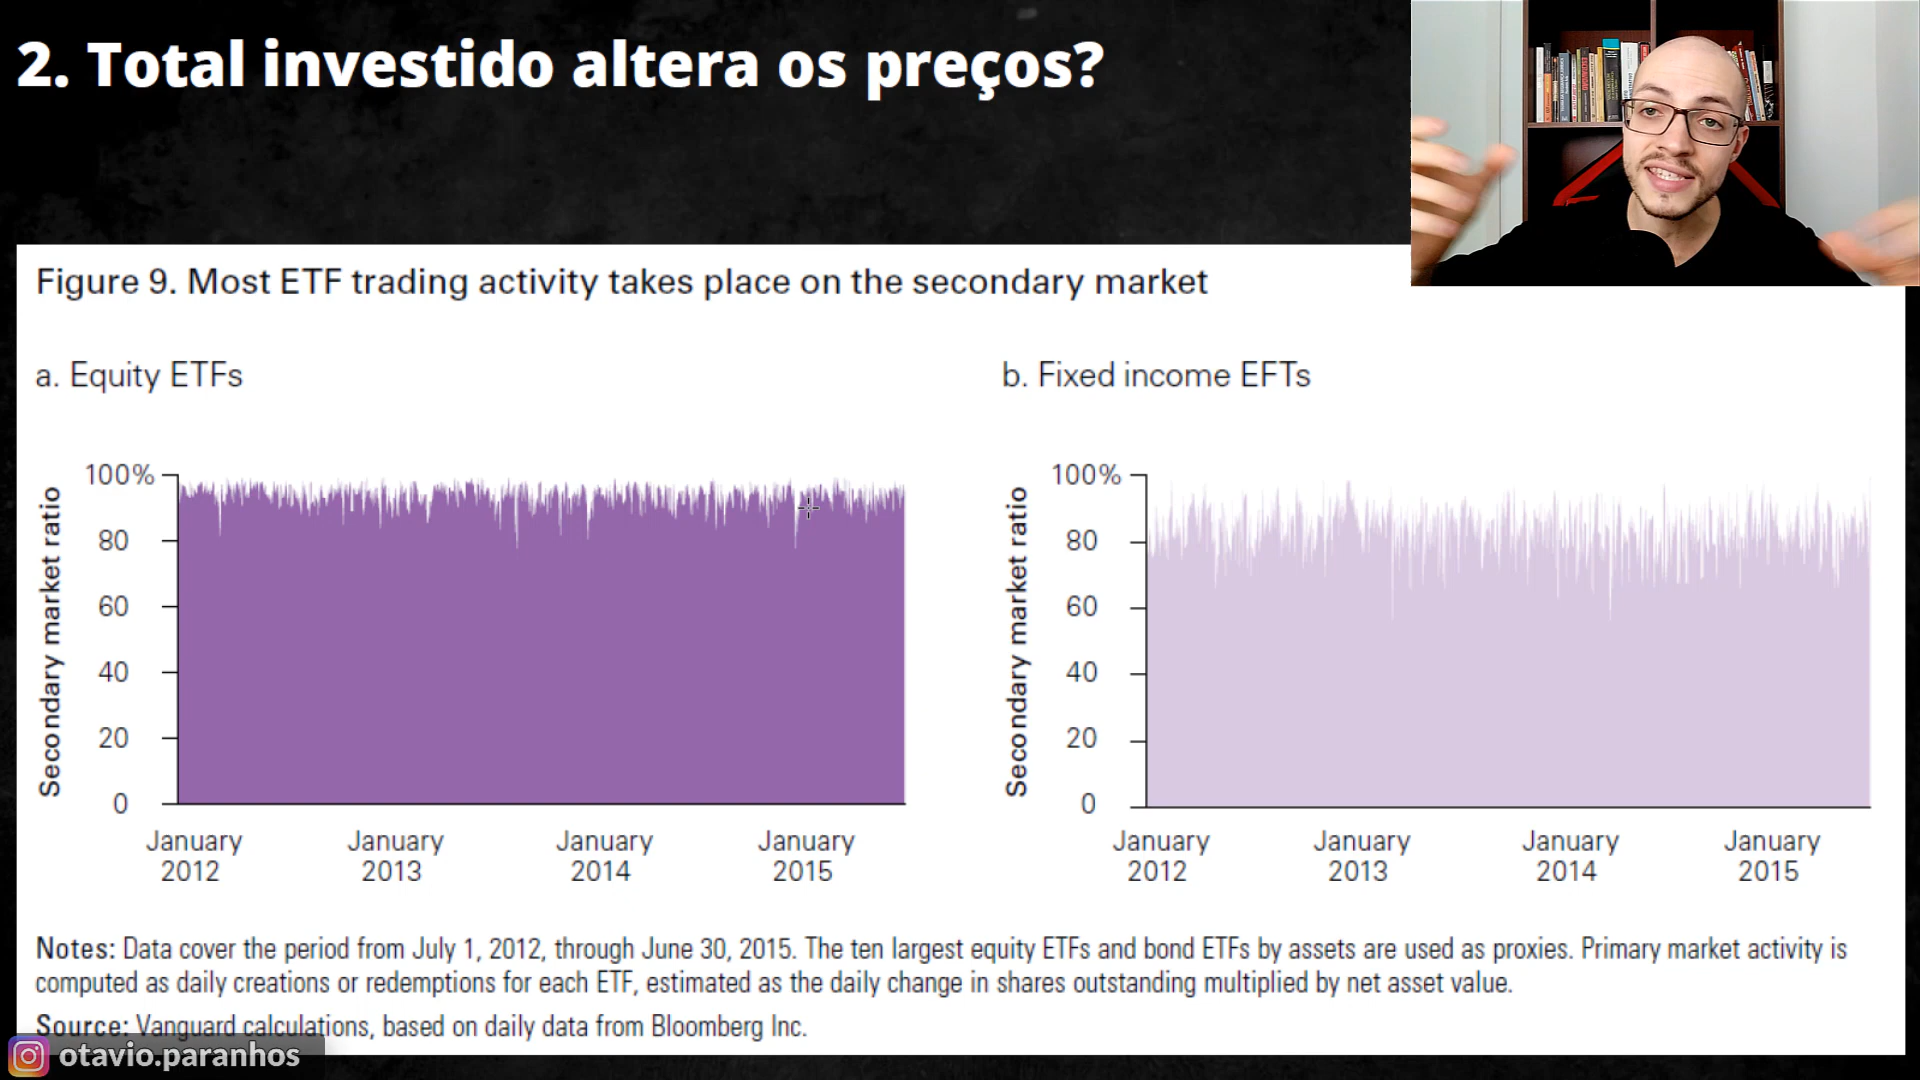 2. Total investido altera os preços?
Figure 9. Most ETF trading activity takes place on the secondary market
a. Equity ETFs
Secondary market ratio
100%
80
60
40
20
0
January 2012
January 2013
January 2014
January 2015
b. Fixed income EFTs
Secondary market ratio
100%
80
60
40
20
0
January 2012
January 2013
January 2014
January 2015
Notes: Data cover the period from July 1, 2012, through June 30, 2015. The ten largest equity ETFs and bond ETFs by assets are used as proxies. Primary market activity is
computed as daily creations or redemptions for each ETF, estimated as the daily change in shares outstanding multiplied by net asset value.
Source: Vanguard calculations, based on daily data from Bloomberg Inc.
otavio.paranhos